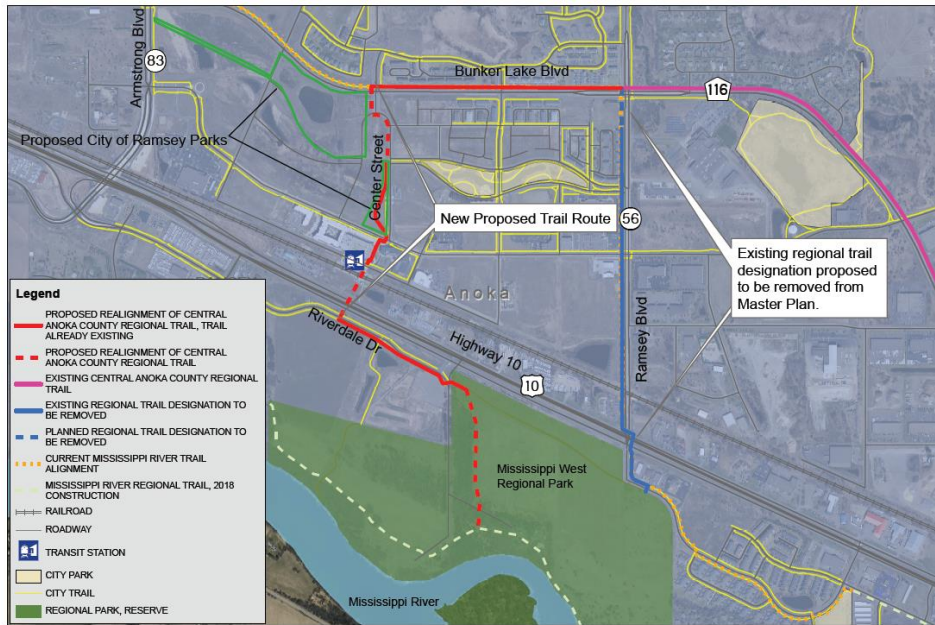 Armstrong Blvd
83
Bunker Lake Blvd
116
Proposed City of Ramsey Parks
Center Street
New Proposed Trail Route
56
Existing regional trail
designation proposed
to be removed from
Master Plan.
Anoka
Ramsey Blvd
Riverdale Dr
Highway 10
10
Mississippi West
Regional Park
Mississippi River
Legend
PROPOSED REALIGNMENT OF CENTRAL
ANOKA COUNTY REGIONAL TRAIL, TRAIL
ALREADY EXISTING
PROPOSED REALIGNMENT OF CENTRAL
ANOKA COUNTY REGIONAL TRAIL
EXISTING CENTRAL ANOKA COUNTY REGIONAL
TRAIL
EXISTING REGIONAL TRAIL DESIGNATION TO
BE REMOVED
PLANNED REGIONAL TRAIL DESIGNATION TO
BE REMOVED
CURRENT MISSISSIPPI RIVER TRAIL
ALIGNMENT
MISSISSIPPI RIVER REGIONAL TRAIL, 2018
CONSTRUCTION
RAILROAD
ROADWAY
TRANSIT STATION
CITY PARK
CITY TRAIL
REGIONAL PARK, RESERVE